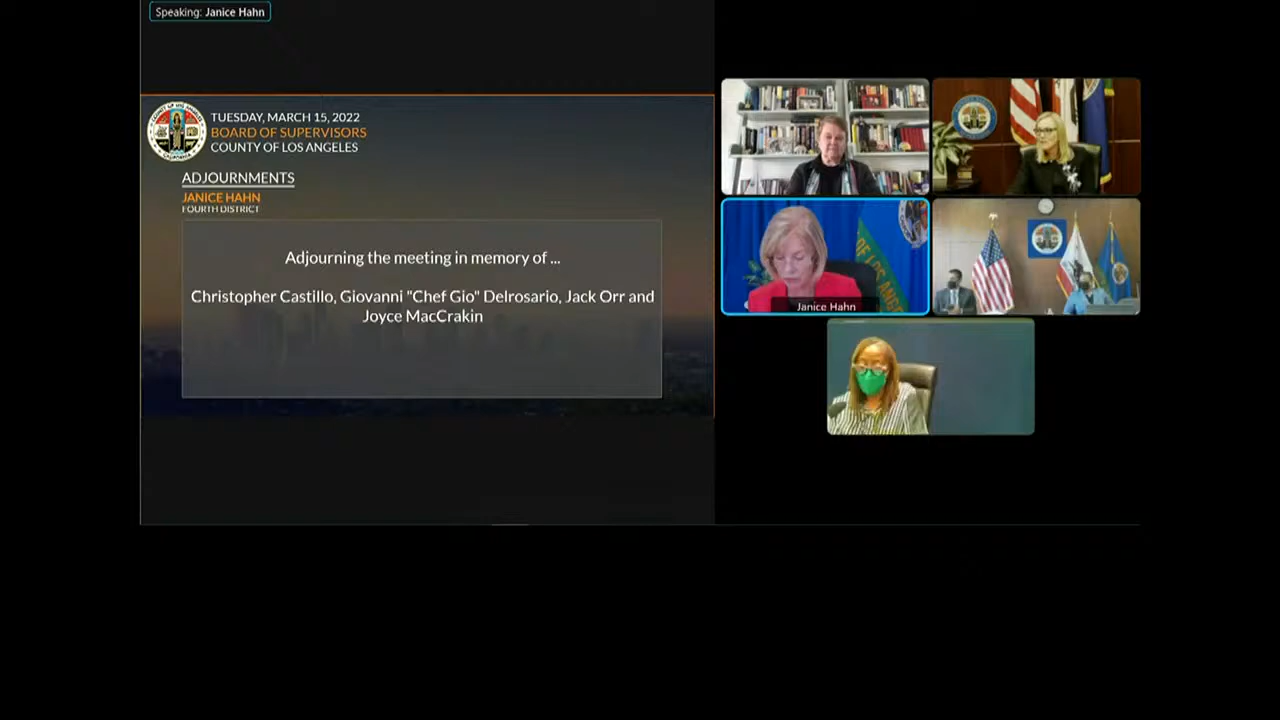 Speaking: Janice Hahn
TUESDAY, MARCH 15, 2022
BOARD OF SUPERVISORS
COUNTY OF LOS ANGELES
ADJOURNMENTS
JANICE HAHN
FOURTH DISTRICT
Adjourning the meeting in memory of ...
Christopher Castillo, Giovanni "Chef Gio" Delrosario, Jack Orr and
Joyce MacCrakin
Janice Hahn